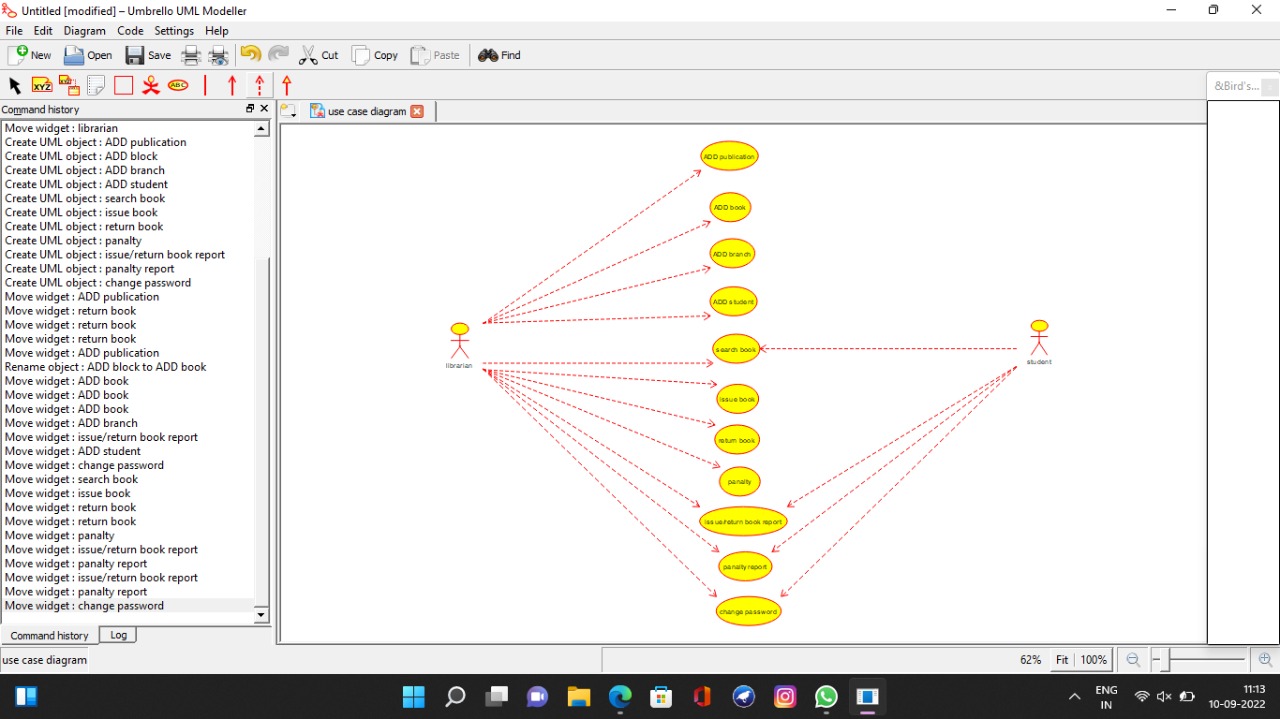 Untitled [modified] – Umbrello UML Modeller
File Edit Diagram Code Settings Help
New Open Save Cut Copy Paste Find
XYZ ABC
&Bird's...
Command history
use case diagram
Move widget : librarian
Create UML object : ADD publication
Create UML object : ADD block
Create UML object : ADD branch
Create UML object : ADD student
Create UML object : search book
Create UML object : issue book
Create UML object : return book
Create UML object : panalty
Create UML object : issue/return book report
Create UML object : panalty report
Create UML object : change password
Move widget : ADD publication
Move widget : return book
Move widget : return book
Move widget : return book
Move widget : ADD publication
Rename object : ADD block to ADD book
Move widget : ADD book
Move widget : ADD book
Move widget : ADD book
Move widget : ADD branch
Move widget : issue/return book report
Move widget : ADD student
Move widget : change password
Move widget : search book
Move widget : issue book
Move widget : return book
Move widget : return book
Move widget : panalty
Move widget : issue/return book report
Move widget : panalty report
Move widget : issue/return book report
Move widget : panalty report
Move widget : change password
Command history Log
ADD publication
ADD book
ADD branch
ADD student
search book
issue book
return book
panalty
issue/return book report
panalty report
change password
librarian
student
use case diagram
62% Fit 100%
ENG
IN
11:13
10-09-2022